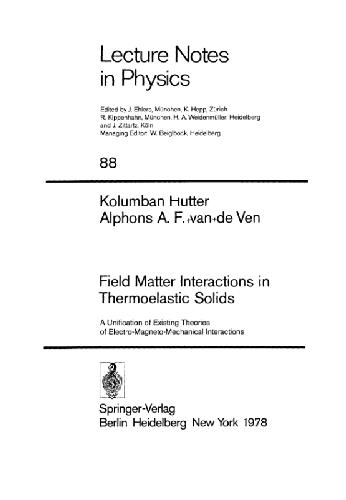 Lecture Notes
in Physics
Edited by J. Ehlers, München, K. Hepp, Zürich
R. Kippenhahn, München, H. A. Weidenmüller, Heidelberg
and J. Zittartz, Köln
Managing Editor: W. Beiglböck, Heidelberg
88
Kolumban Hutter
Alphons A. F. van de Ven
Field Matter Interactions in
Thermoelastic Solids
A Unification of Existing Theories
of Electro-Magneto-Mechanical Interactions
Springer-Verlag
Berlin Heidelberg New York 1978